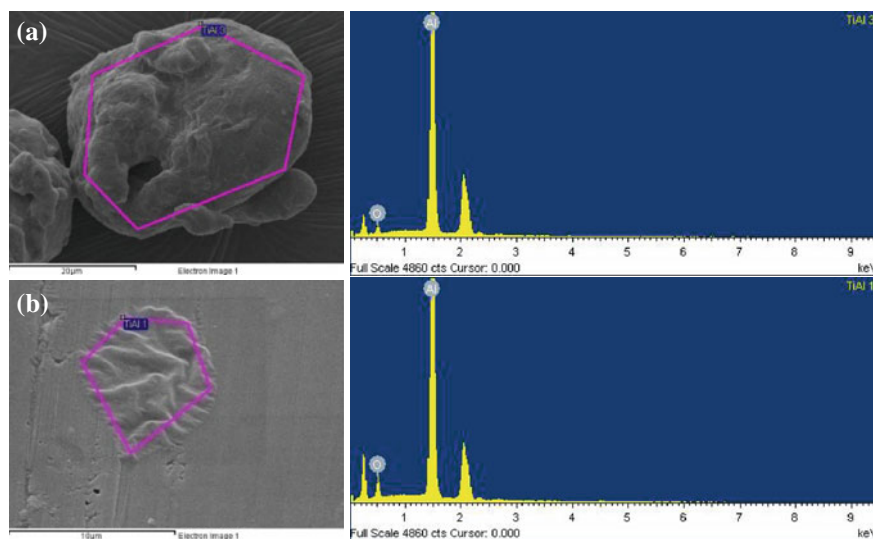 (a)
TiAl 3
20µm
Electron Image 1
TiAl 3
Al
O
1 2 3 4 5 6 7 8 9
Full Scale 4860 cts Cursor: 0.000
keV
(b)
TiAl 1
10µm
Electron Image 1
TiAl 1
Al
O
1 2 3 4 5 6 7 8 9
Full Scale 4860 cts Cursor: 0.000
keV